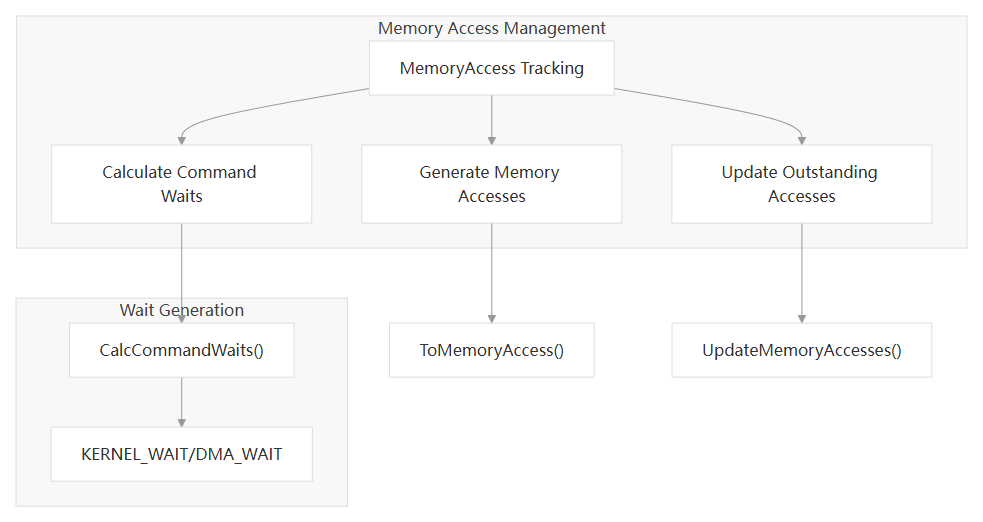 Memory Access Management
MemoryAccess Tracking
Calculate Command
Waits
Generate Memory
Accesses
Update Outstanding
Accesses
Wait Generation
CalcCommandWaits()
ToMemoryAccess()
UpdateMemoryAccesses()
KERNEL_WAIT/DMA_WAIT